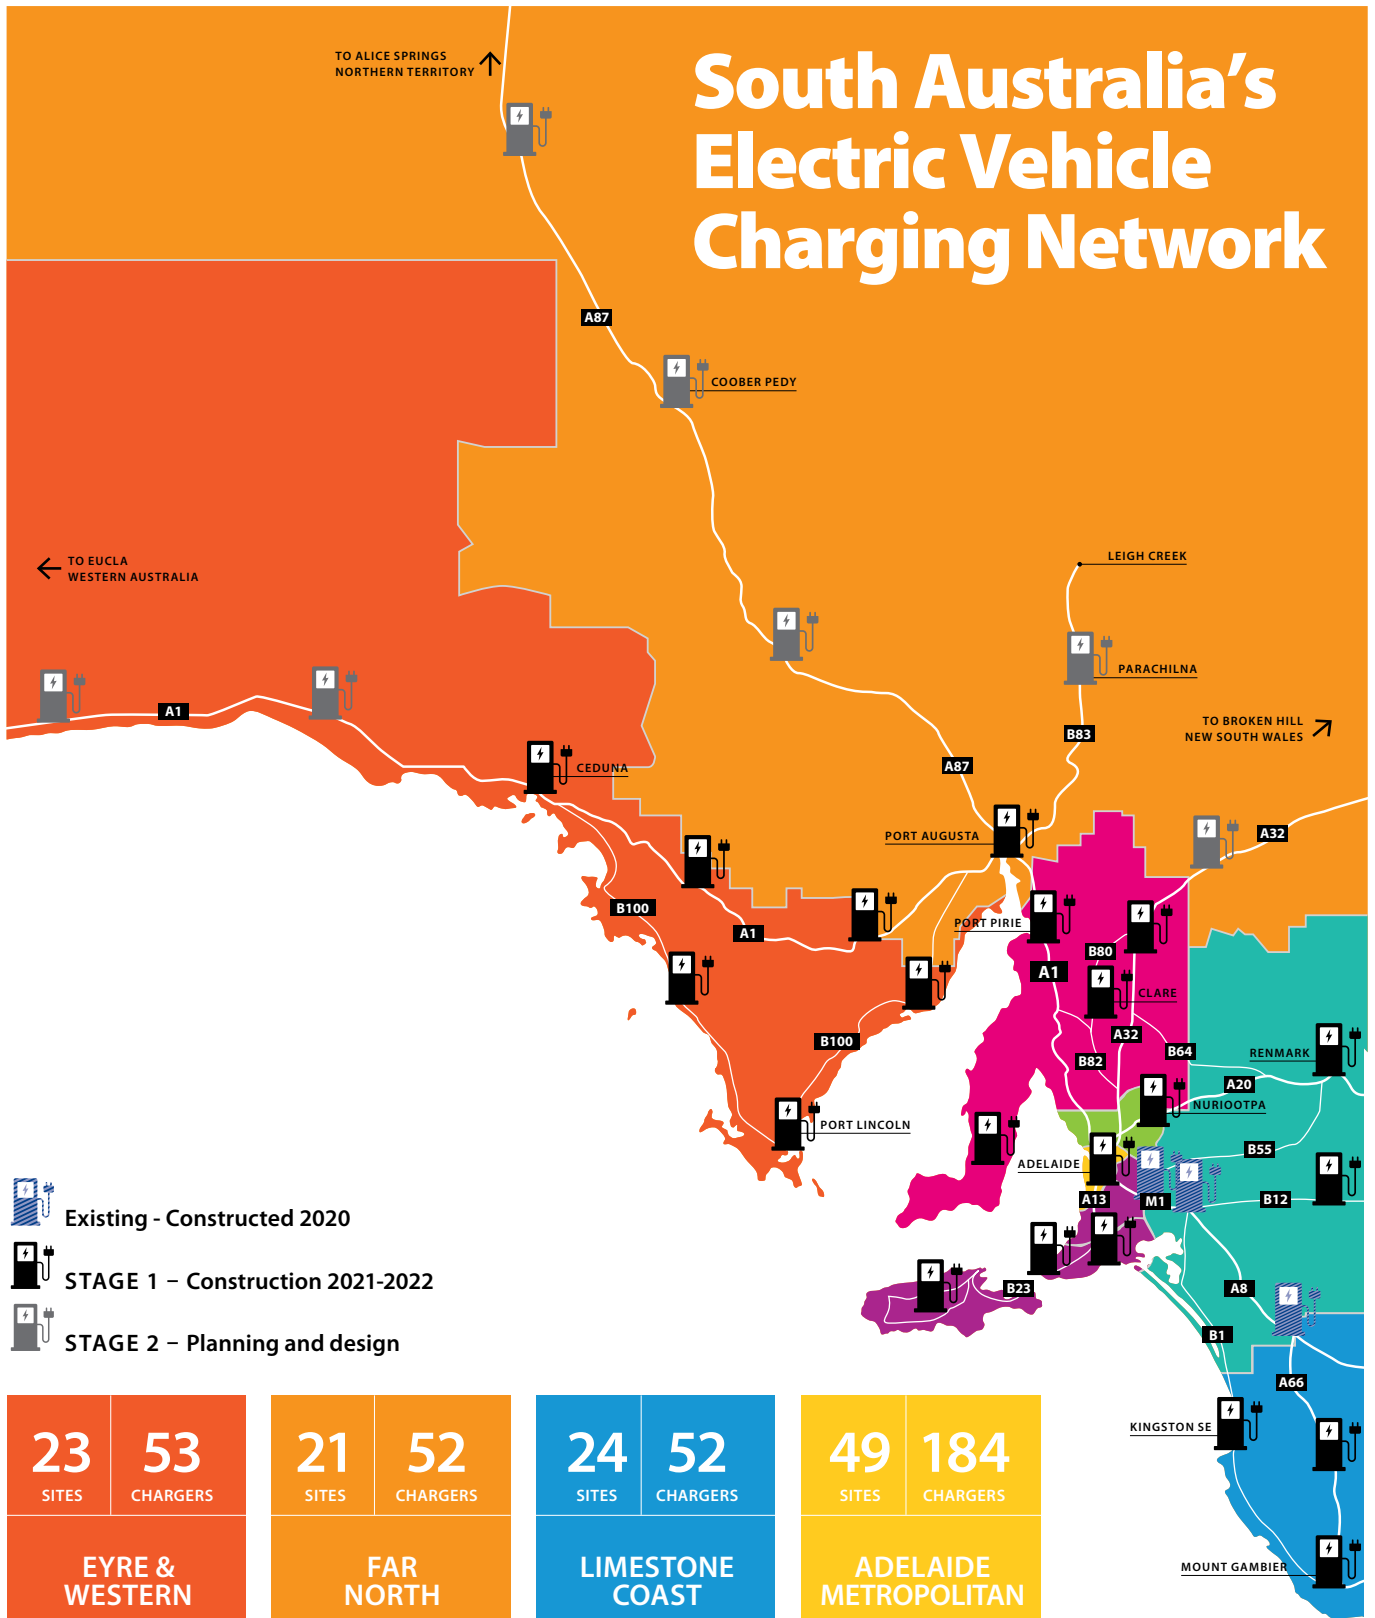 South Australia's
Electric Vehicle
Charging Network
TO ALICE SPRINGS
NORTHERN TERRITORY
A87
COOBER PEDY
LEIGH CREEK
TO EUCLA
WESTERN AUSTRALIA
PARACHILNA
A1
TO BROKEN HILL
NEW SOUTH WALES
B83
A87
CEDUNA
PORT AUGUSTA
A32
B100
A1
PORT PIRIE
B80
A1
CLARE
A32
B100
B82
B64
RENMARK
A20
NURIOOTPA
PORT LINCOLN
B55
ADELAIDE
A13
M1
B12
B23
A8
B1
A66
KINGSTON SE
MOUNT GAMBIER
Existing - Constructed 2020
STAGE 1 – Construction 2021-2022
STAGE 2 – Planning and design
23
SITES
53
CHARGERS
EYRE &
WESTERN
21
SITES
52
CHARGERS
FAR
NORTH
24
SITES
52
CHARGERS
LIMESTONE
COAST
49
SITES
184
CHARGERS
ADELAIDE
METROPOLITAN